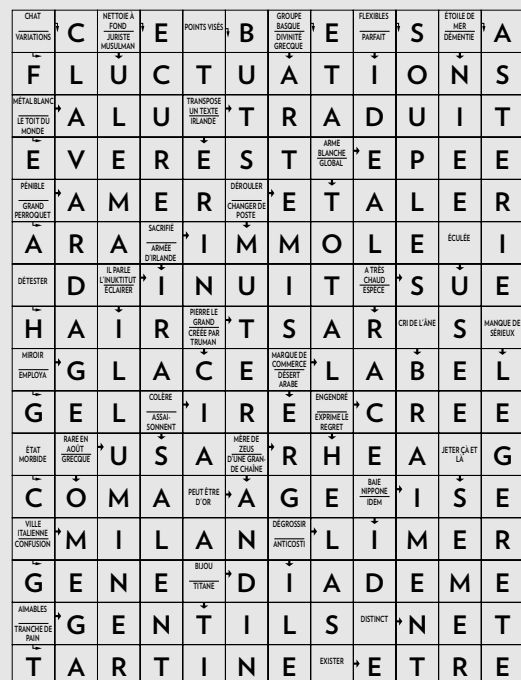 CHAT VARIATIONS C NETTOIE À FOND JURISTE MUSULMAN E POINTS VISÉS B GROUPE BASQUE DIVINITÉ GRECQUE E FLEXIBLES PARFAIT S ÉTOILE DE MER DÉMENTIE A
F L U C T U A T I O N S
MÉTAL BLANC LE TOIT DU MONDE A L U TRANSPOSE UN TEXTE IRLANDE T R A D U I T
E V E R E S T ARME BLANCHE GLOBAL E P E E
PÉNIBLE GRAND PERROQUET A M E R DÉROULER CHANGER DE POSTE E T A L E R
A R A SACRIFIÉ ARMÉE D'IRLANDE I M M O L E ÉCULÉE I
DÉTESTER D IL PARLE L'INUKTITUT ÉCLAIRER I N U I T A TRÈS CHAUD ESPÈCE S U E
H A I R PIERRE LE GRAND CRÉÉE PAR TRUMAN T S A R CRI DE L'ÂNE S MANQUE DE SÉRIEUX
MIROIR EMPLOYA G L A C E MARQUE DE COMMERCE DÉSERT ARABE L A B E L
G E L COLÈRE ASSAI- SONNENT I R E ENGENDRÉ EXPRIME LE REGRET C R E E
ÉTAT MORBIDE RARE EN AOÛT GRECQUE U S A MÈRE DE ZEUS D'UNE GRAN- DE CHAÎNE R H E A JETER ÇÀ ET LÀ G
C O M A PEUT ÊTRE D'OR A G E BAIE NIPPONE IDEM I S E
VILLE ITALIENNE CONFUSION M I L A N DÉGROSSIR ANTICOSTI L I M E R
G E N E BIJOU TITANE D I A D E M E
AIMABLES TRANCHE DE PAIN G E N T I L S DISTINCT N E T
T A R T I N E EXISTER E T R E